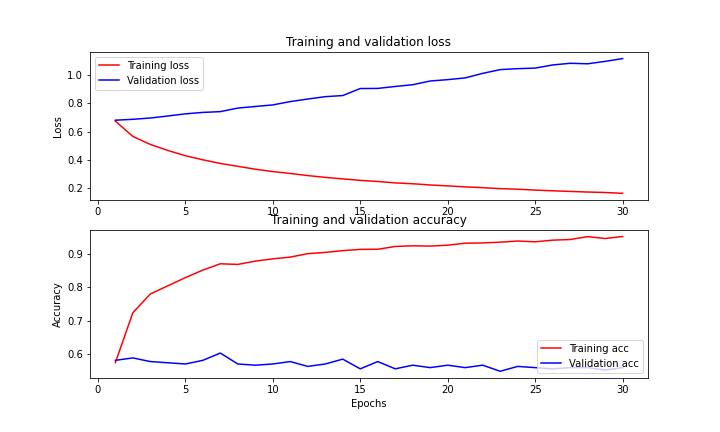 Training and validation loss
Training loss
Validation loss
1.0
0.8
0.6
0.4
0.2
Loss
0 5 10 15 20 25 30
Training and validation accuracy
0.9
0.8
0.7
0.6
Accuracy
Training acc
Validation acc
0 5 10 15 20 25 30
Epochs